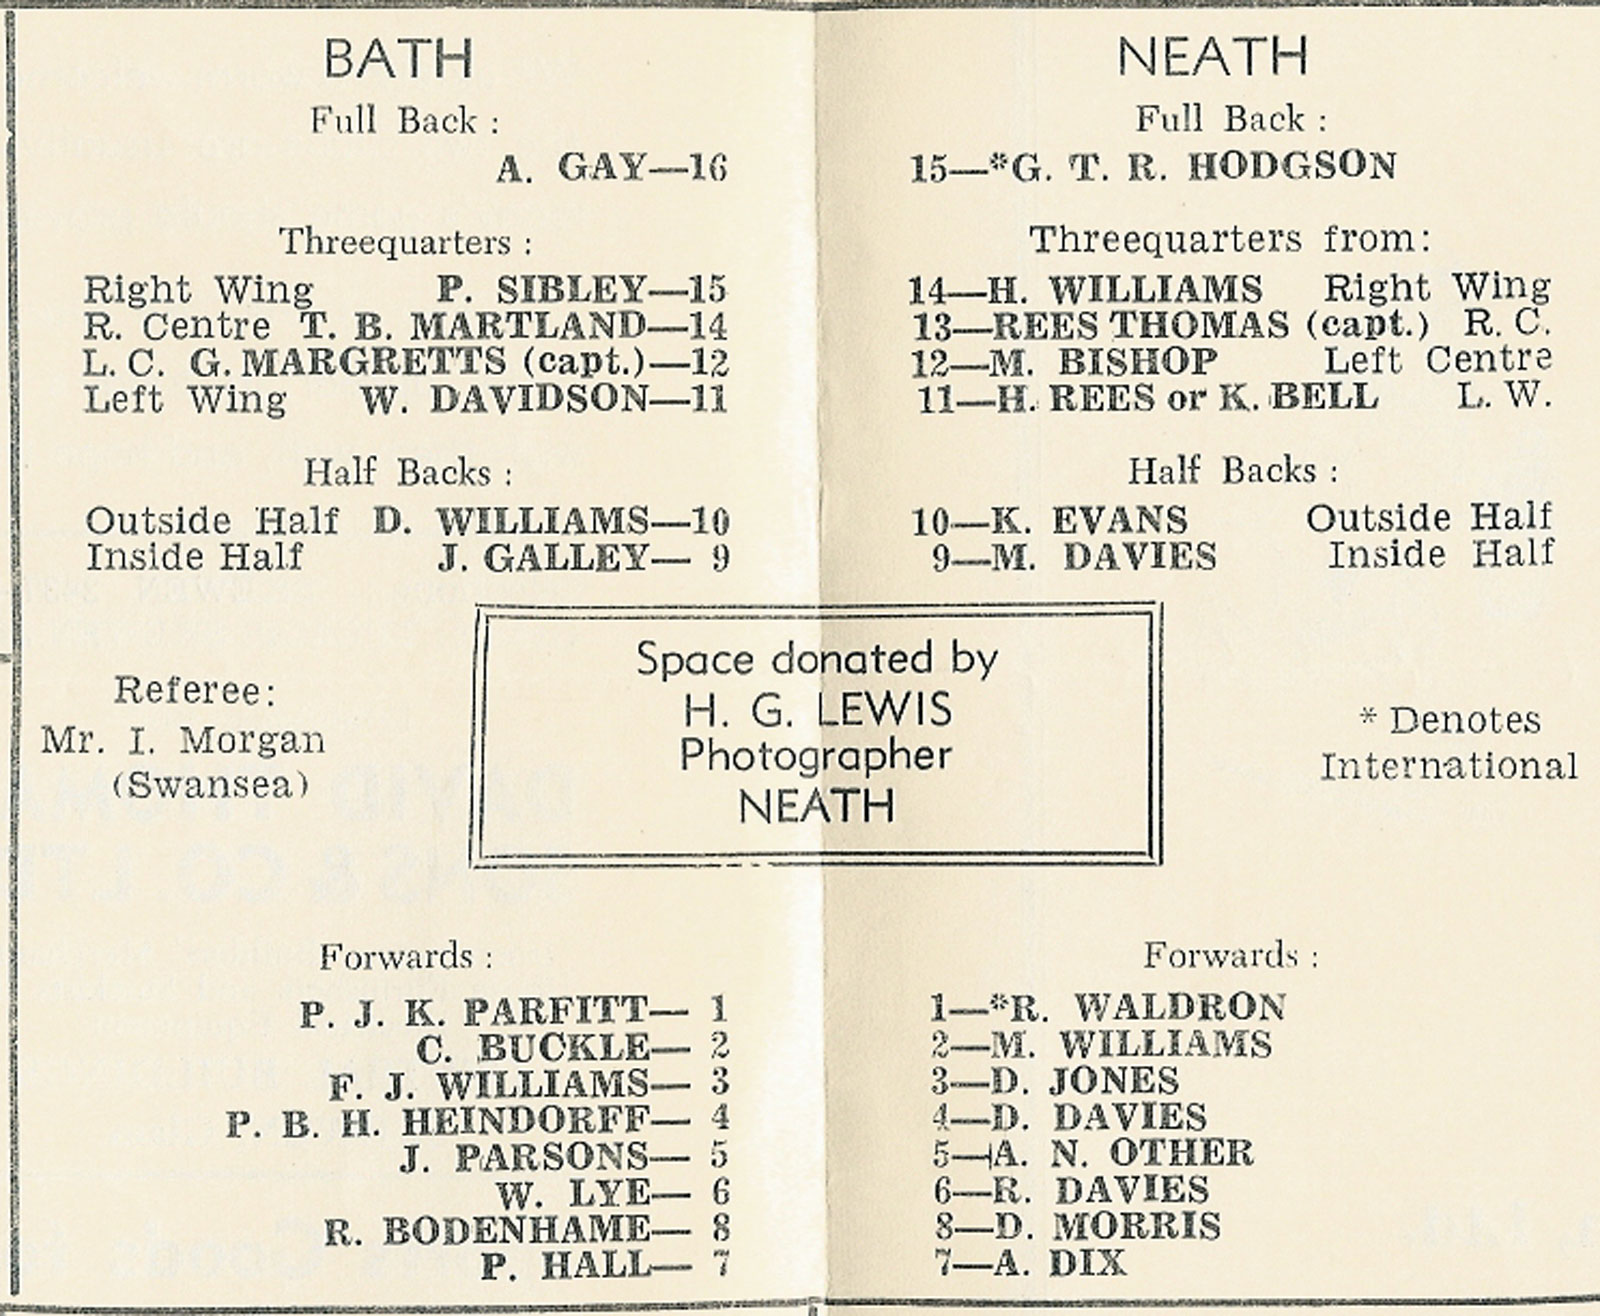 BATH
Full Back :
A. GAY—16
Threequarters :
Right Wing P. SIBLEY—15
R. Centre T. B. MARTLAND—14
L. C. G. MARGRETTS (capt.)—12
Left Wing W. DAVIDSON—11
Half Backs :
Outside Half D. WILLIAMS—10
Inside Half J. GALLEY— 9
Referee:
Mr. I. Morgan
(Swansea)
Forwards :
P. J. K. PARFITT— 1
C. BUCKLE— 2
F. J. WILLIAMS— 3
P. B. H. HEINDORFF— 4
J. PARSONS— 5
W. LYE— 6
R. BODENHAME— 8
P. HALL— 7
Space donated by
H. G. LEWIS
Photographer
NEATH
NEATH
Full Back :
15—*G. T. R. HODGSON
Threequarters from:
14—H. WILLIAMS Right Wing
13—REES THOMAS (capt.) R. C.
12—M. BISHOP Left Centre
11—H. REES or K. BELL L. W.
Half Backs :
10—K. EVANS Outside Half
9—M. DAVIES Inside Half
* Denotes
International
Forwards :
1—*R. WALDRON
2—M. WILLIAMS
3—D. JONES
4—D. DAVIES
5—A. N. OTHER
6—R. DAVIES
8—D. MORRIS
7—A. DIX